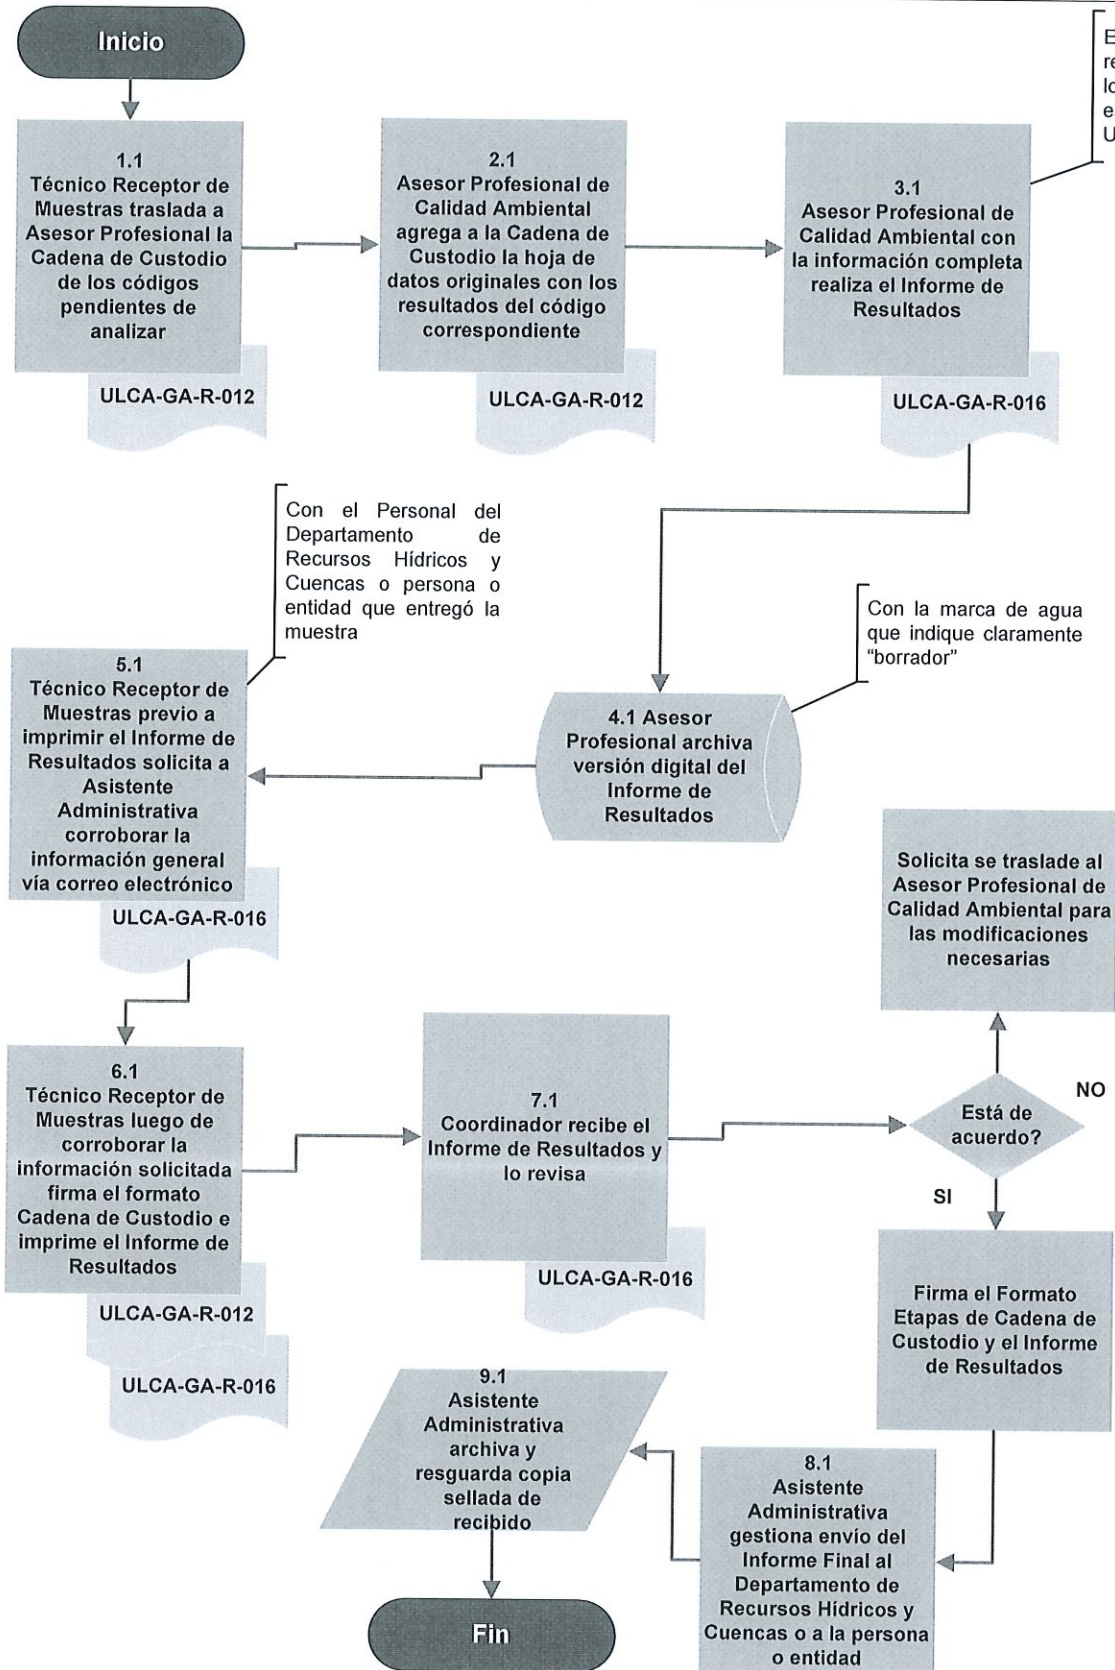 Inicio
1.1
Técnico Receptor de
Muestras traslada a
Asesor Profesional la
Cadena de Custodio
de los códigos
pendientes de
analizar
ULCA-GA-R-012
2.1
Asesor Profesional de
Calidad Ambiental
agrega a la Cadena de
Custodio la hoja de
datos originales con los
resultados del código
correspondiente
ULCA-GA-R-012
3.1
Asesor Profesional de
Calidad Ambiental con
la información completa
realiza el Informe de
Resultados
ULCA-GA-R-016
Con el Personal del
Departamento de
Recursos Hídricos y
Cuencas o persona o
entidad que entregó la
muestra
Con la marca de agua
que indique claramente
"borrador"
4.1 Asesor
Profesional archiva
versión digital del
Informe de
Resultados
5.1
Técnico Receptor de
Muestras previo a
imprimir el Informe de
Resultados solicita a
Asistente
Administrativa
corroborar la
información general
vía correo electrónico
ULCA-GA-R-016
6.1
Técnico Receptor de
Muestras luego de
corroborar la
información solicitada
firma el formato
Cadena de Custodio e
imprime el Informe de
Resultados
ULCA-GA-R-012
ULCA-GA-R-016
7.1
Coordinador recibe el
Informe de Resultados y
lo revisa
ULCA-GA-R-016
Está de
acuerdo?
NO
Solicita se traslade al
Asesor Profesional de
Calidad Ambiental para
las modificaciones
necesarias
SI
Firma el Formato
Etapas de Cadena de
Custodio y el Informe
de Resultados
8.1
Asistente
Administrativa
gestiona envío del
Informe Final al
Departamento de
Recursos Hídricos y
Cuencas o a la persona
o entidad
9.1
Asistente
Administrativa
archiva y
resguarda copia
sellada de
recibido
Fin